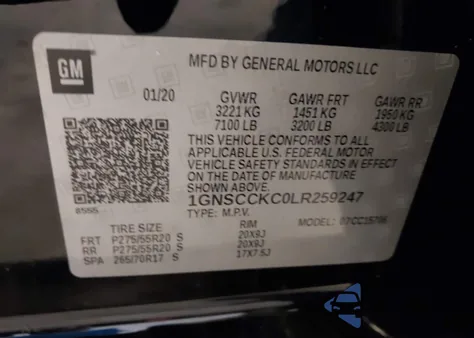 GM
MFD BY GENERAL MOTORS LLC
01/20 GVWR GAWR FRT GAWR RR
3221 KG 1451 KG 1950 KG
7100 LB 3200 LB 4300 LB
THIS VEHICLE CONFORMS TO ALL
APPLICABLE U.S. FEDERAL MOTOR
VEHICLE SAFETY STANDARDS IN EFFECT
ON THE DATE OF MANUFACTURE
SHOWN ABOVE.
1GNSCCKC0LR259247
TYPE: M.P.V. MODEL:
TIRE SIZE RIM
FRT P275/55R20 S 20X9J
RR P275/55R20 S 20X9J
SPA 265/70R17 S 17X7.5J